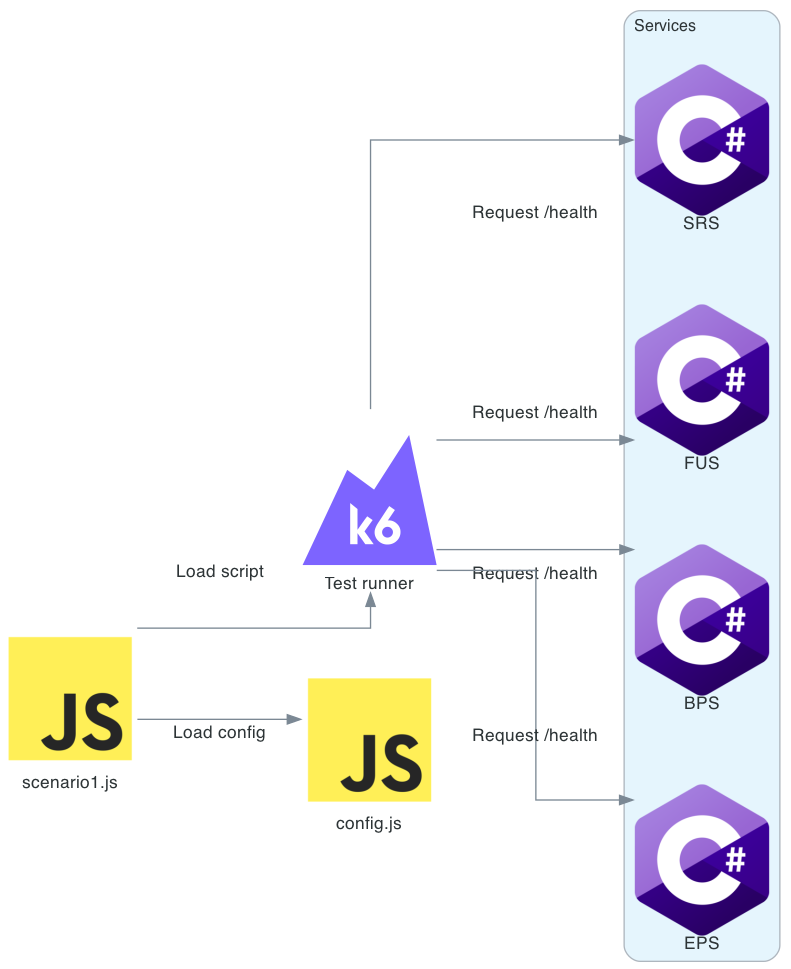 Services
C#
SRS
Request /health
C#
FUS
Request /health
k6
Test runner
C#
BPS
Request /health
Load script
JS
scenario1.js
Load config
JS
config.js
Request /health
C#
EPS